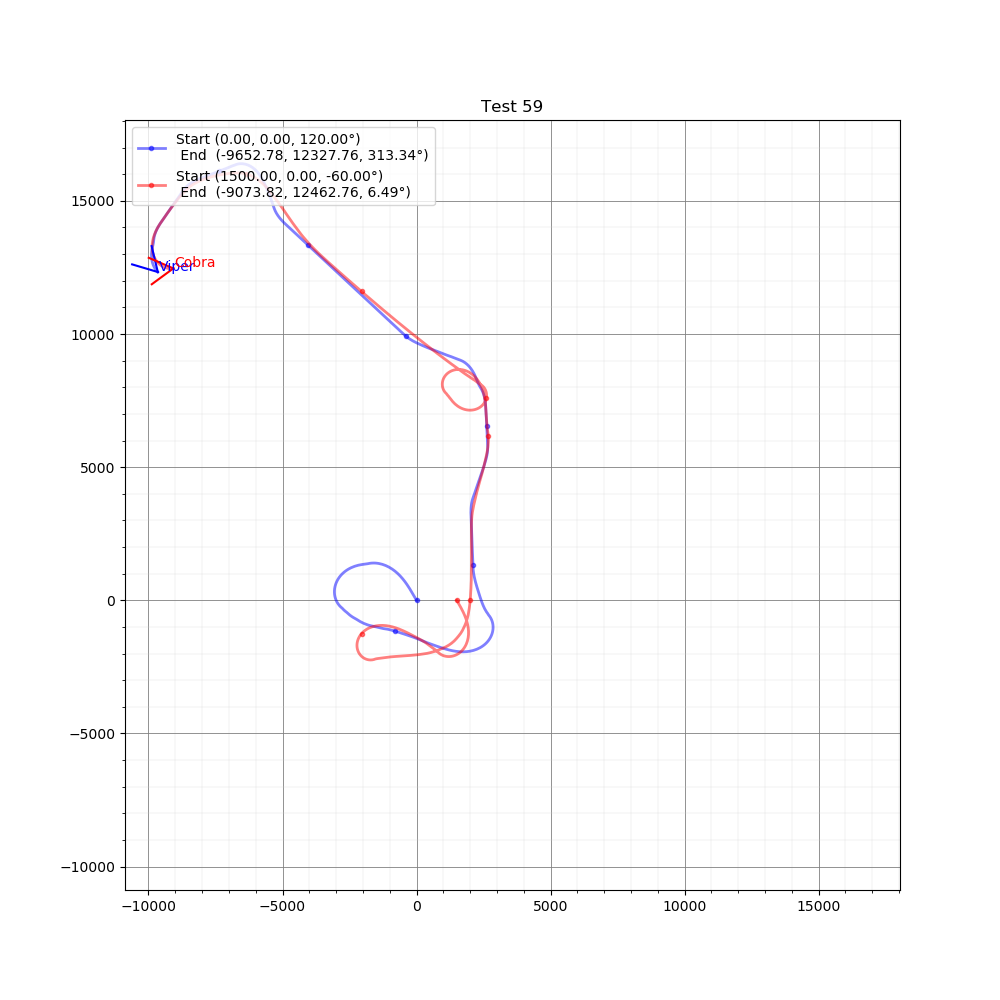 Test 59
Start (0.00, 0.00, 120.00°)
End (-9652.78, 12327.76, 313.34°)
Start (1500.00, 0.00, -60.00°)
End (-9073.82, 12462.76, 6.49°)
15000
10000
5000
0
−5000
−10000
Viper
Cobra
−10000 −5000 0 5000 10000 15000